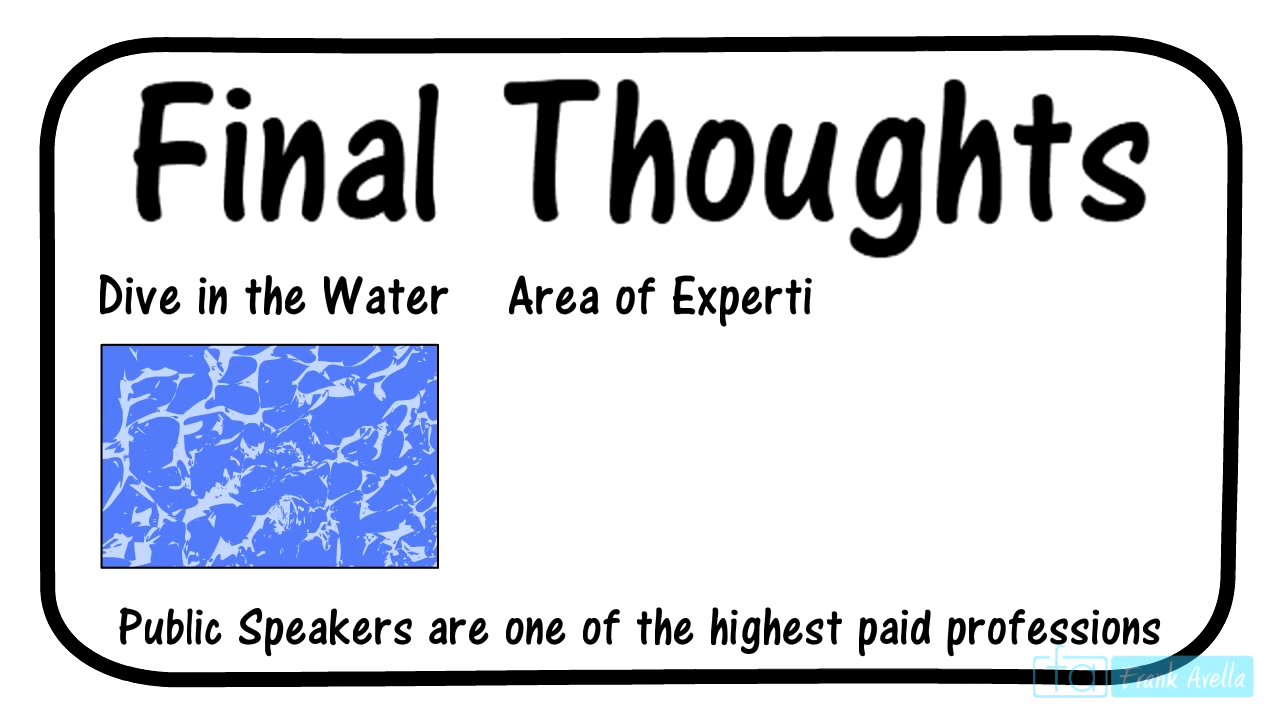 Final Thoughts
Dive in the Water Area of Experti
Public Speakers are one of the highest paid professions
fa Frank Avella